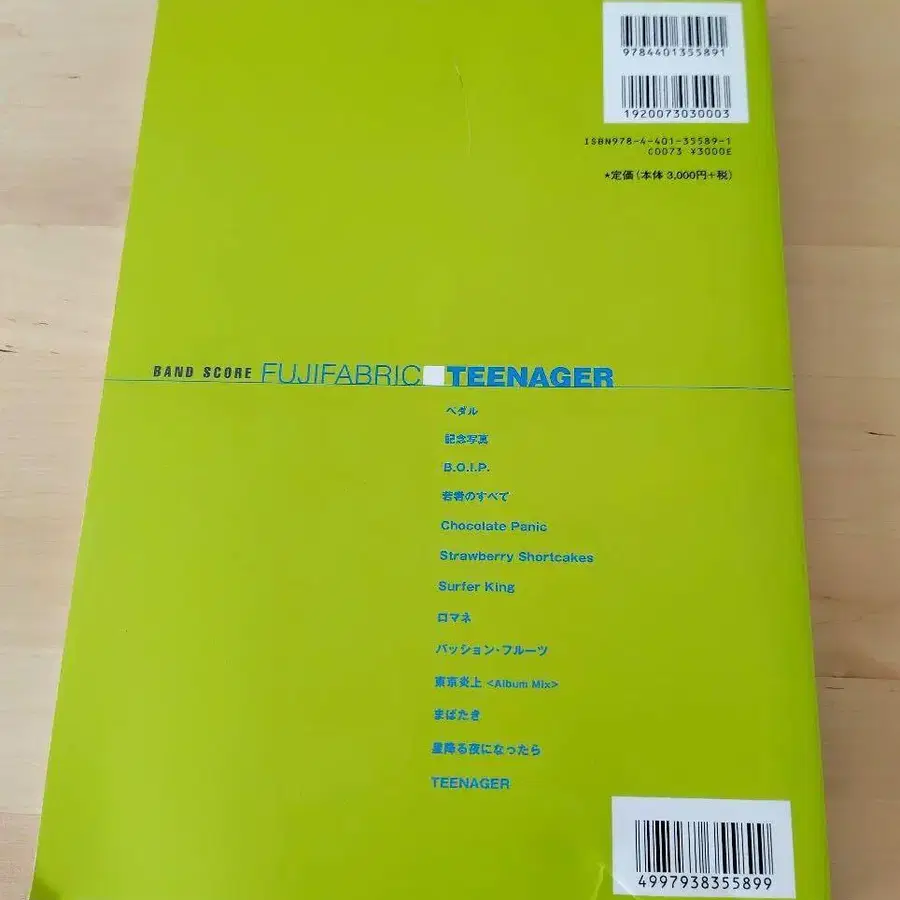 9784401355891
1920073030003
ISBN978-4-401-35589-1
C0073 ¥3000E
★定価(本体3,000円+税)
BAND SCORE FUJIFABRIC TEENAGER
ペダル
記念写真
B.O.I.P.
若者のすべて
Chocolate Panic
Strawberry Shortcakes
Surfer King
ロマネ
パッション・フルーツ
東京炎上 <Album Mix>
まばたき
星降る夜になったら
TEENAGER
4997938355899